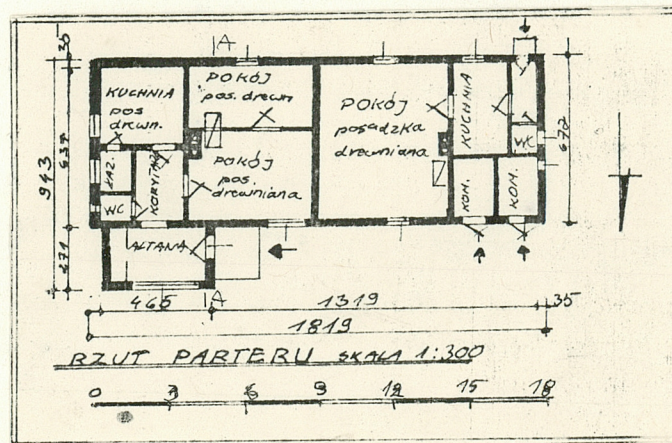 A
35
637
943
271
KUCHNIA
pos
drewn.
POKÓJ
pos. drewn
POKÓJ
posadzka
drewniana
KUCHNIA
WC
672
ŁAZ.
KORYTARZ
POKÓJ
pos.
drewniana
WC
KOM.
KOM.
ALTANA
A
465
1319
35
1819
RZUT PARTERU SKALA 1:300
0 3 6 9 12 15 18